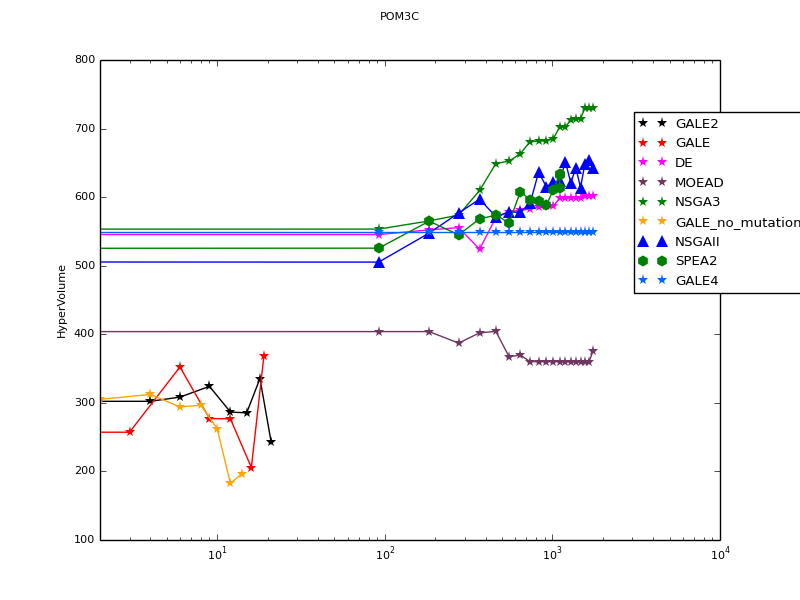 POM3C
HyperVolume
800
700
600
500
400
300
200
100
10^1
10^2
10^3
10^4
GALE2
GALE
DE
MOEAD
NSGA3
GALE_no_mutation
NSGAII
SPEA2
GALE4